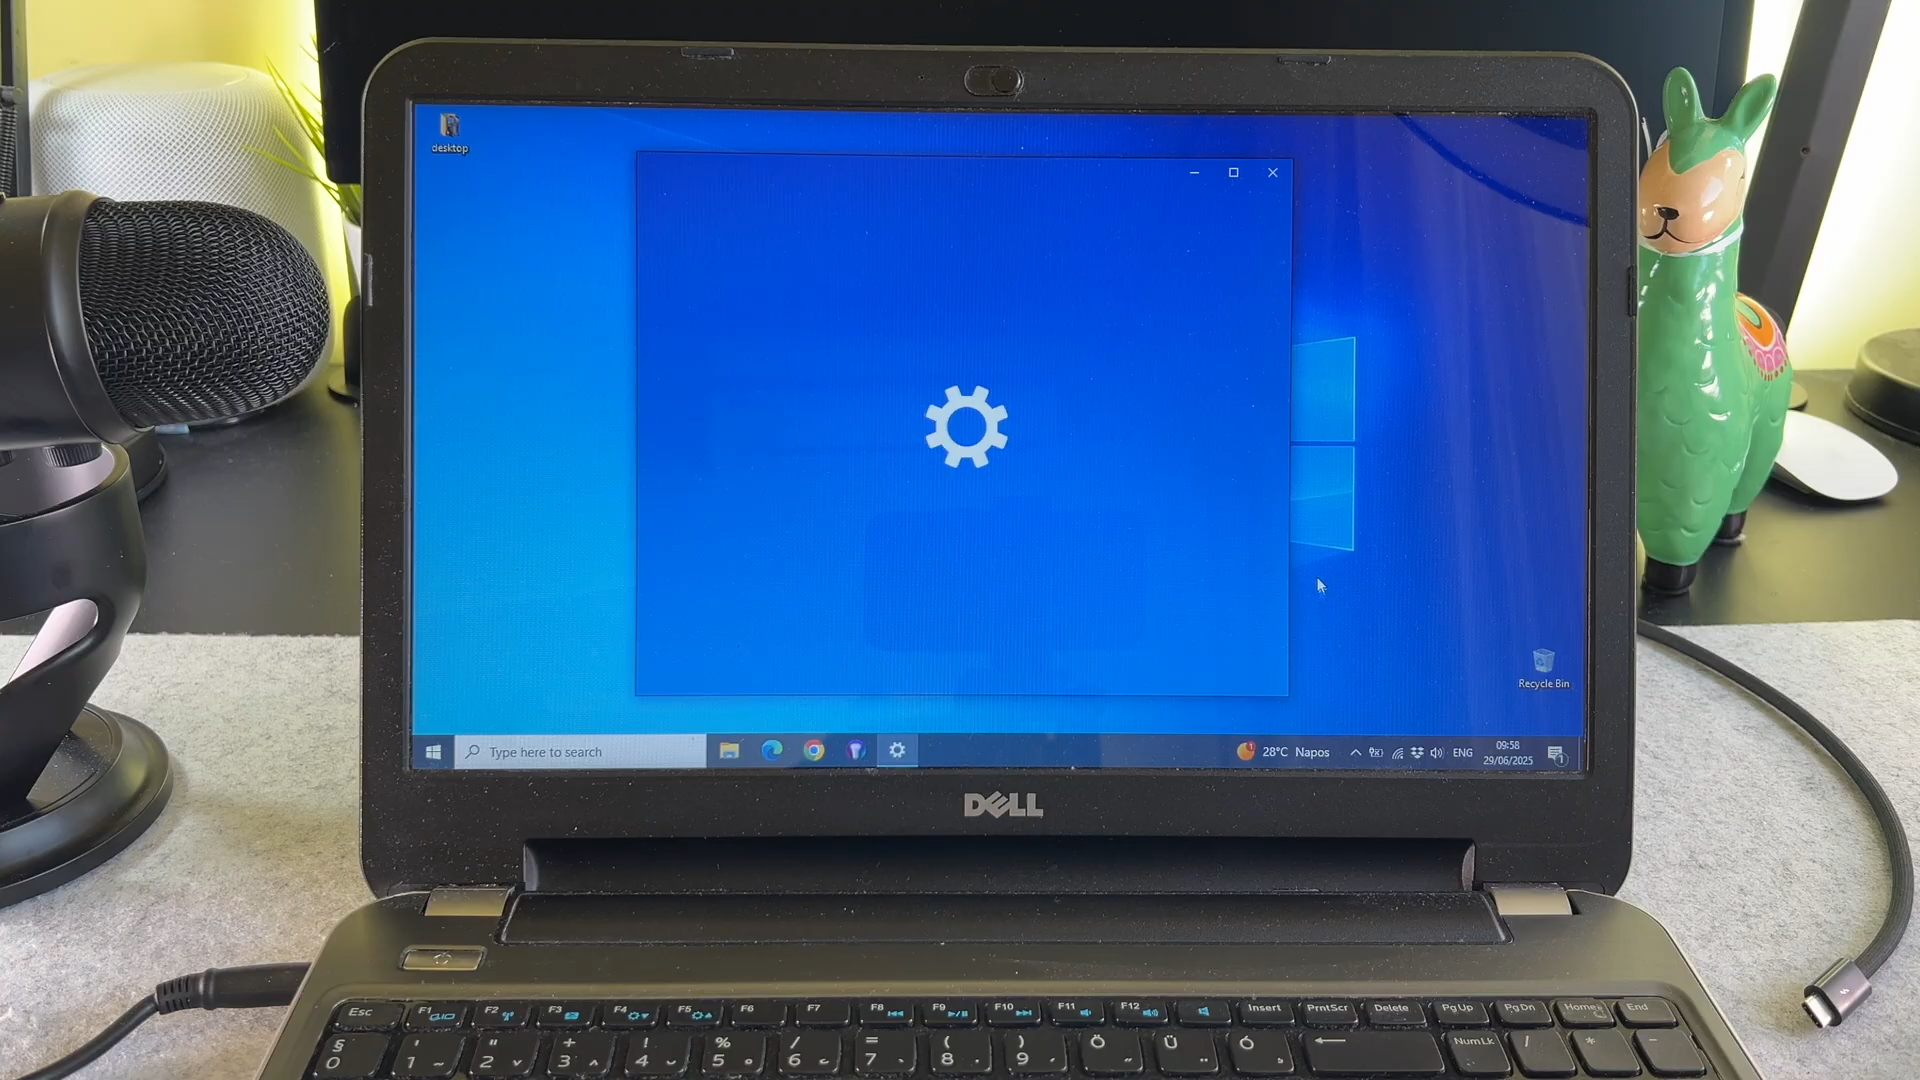 desktop
Recycle Bin
Type here to search
28°C Napos
ENG
09:58
29/06/2025
1
DELL
Esc
F1
F2
F3
F4
F5
F6
F7
F8
F9
F10
F11
F12
Insert
PrntScr
Delete
PgUp
PgDn
Home
End
§
0
'
1 ~
"
2 ˇ
+
3 ^
!
4 ˘
%
5 °
/
6 ˛
=
7 `
(
8 ˙
)
9 ´
Ö ˝
Ü ¨
Ó ¸
NumLk
/
*
-